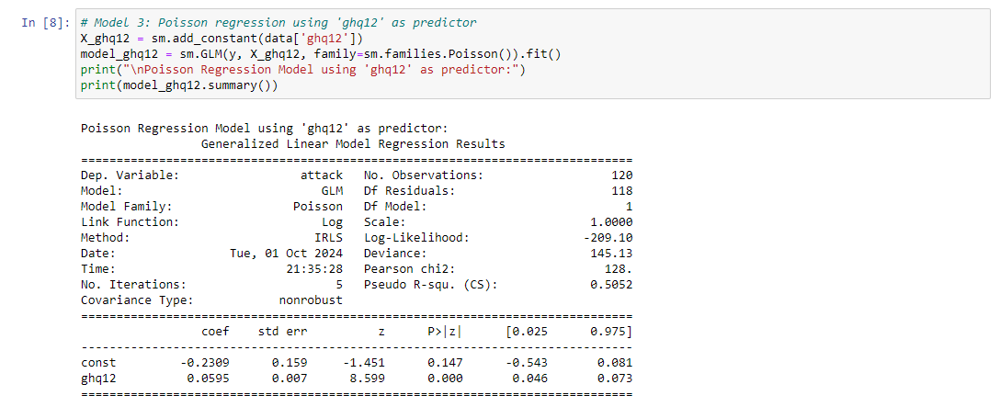 In [8]: # Model 3: Poisson regression using 'ghq12' as predictor
X_ghq12 = sm.add_constant(data['ghq12'])
model_ghq12 = sm.GLM(y, X_ghq12, family=sm.families.Poisson()).fit()
print("\nPoisson Regression Model using 'ghq12' as predictor:")
print(model_ghq12.summary())
Poisson Regression Model using 'ghq12' as predictor:
                 Generalized Linear Model Regression Results
==============================================================================
Dep. Variable:                 attack   No. Observations:                  120
Model:                            GLM   Df Residuals:                      118
Model Family:                 Poisson   Df Model:                            1
Link Function:                    Log   Scale:                          1.0000
Method:                          IRLS   Log-Likelihood:                -209.10
Date:                Tue, 01 Oct 2024   Deviance:                       145.13
Time:                        21:35:28   Pearson chi2:                     128.
No. Iterations:                     5   Pseudo R-squ. (CS):             0.5052
Covariance Type:            nonrobust
==============================================================================
                 coef    std err          z      P>|z|      [0.025      0.975]
------------------------------------------------------------------------------
const         -0.2309      0.159     -1.451      0.147      -0.543       0.081
ghq12          0.0595      0.007      8.599      0.000       0.046       0.073
==============================================================================